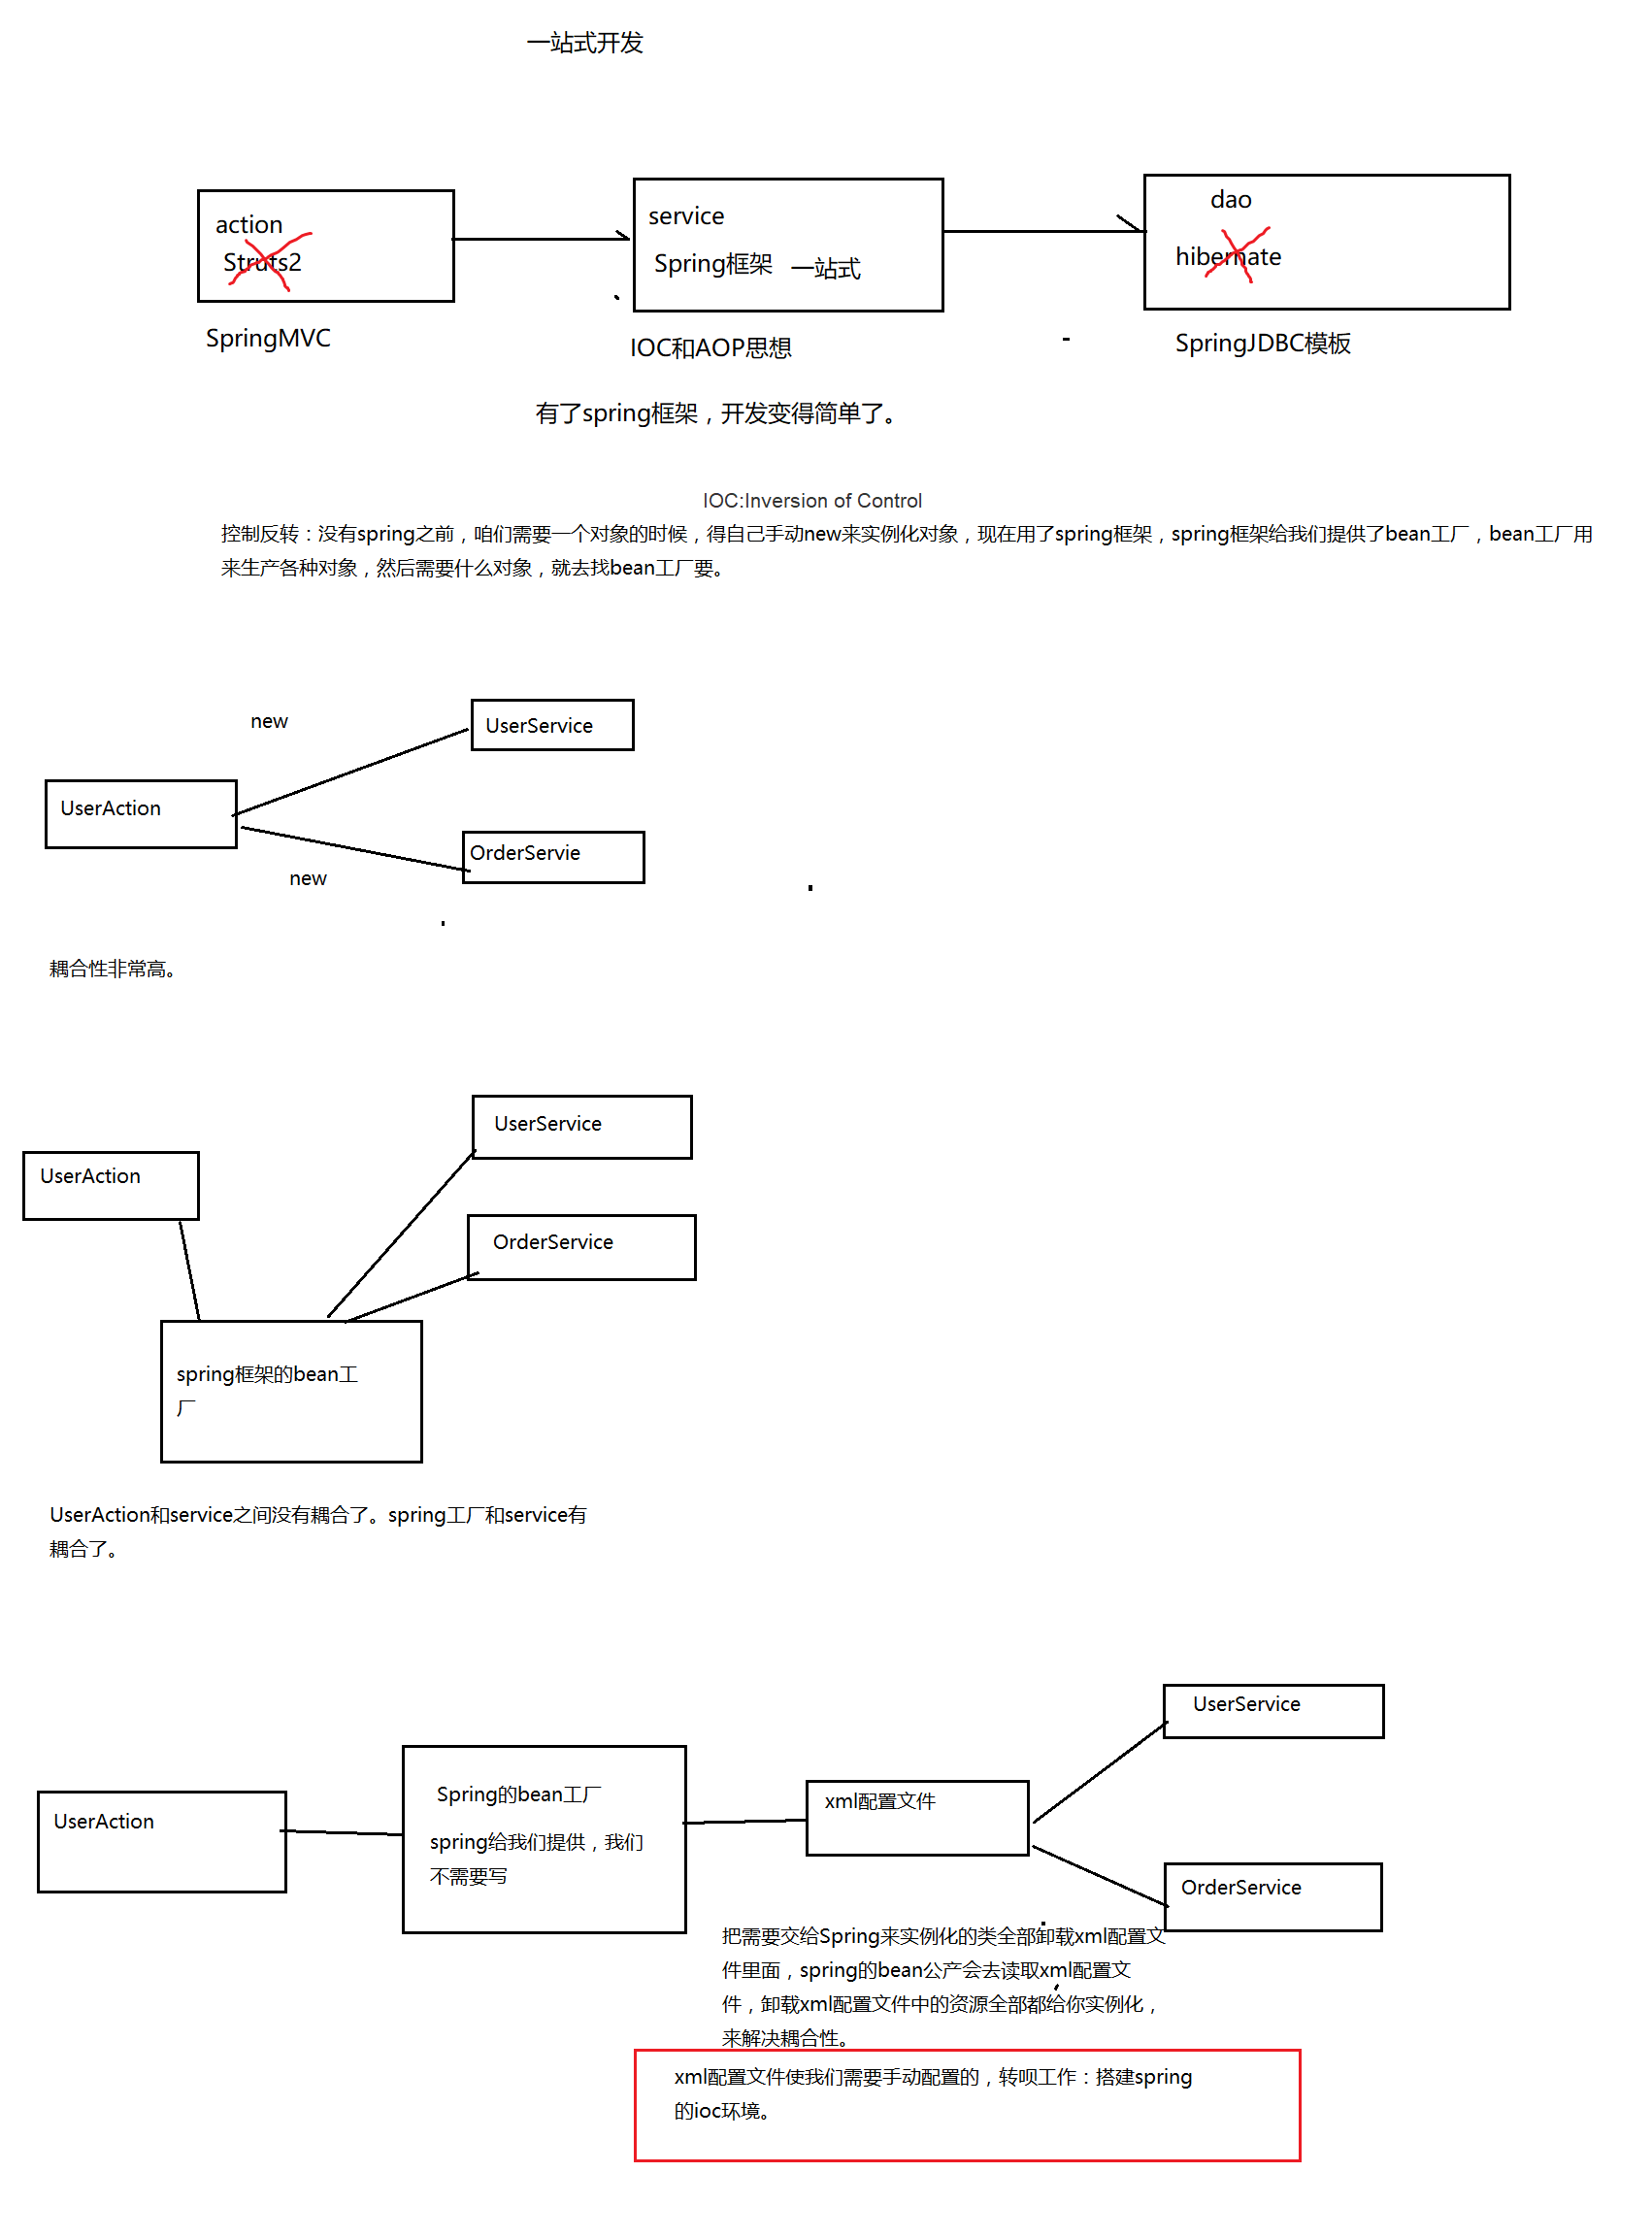 一站式开发
action
Struts2
service
Spring框架 一站式
dao
hibernate
SpringMVC
IOC和AOP思想
SpringJDBC模板
有了spring框架，开发变得简单了。
IOC:Inversion of Control
控制反转：没有spring之前，咱们需要一个对象的时候，得自己手动new来实例化对象，现在用了spring框架，spring框架给我们提供了bean工厂，bean工厂用
来生产各种对象，然后需要什么对象，就去找bean工厂要。
new
UserService
UserAction
OrderServie
new
耦合性非常高。
UserService
UserAction
OrderService
spring框架的bean工
厂
UserAction和service之间没有耦合了。spring工厂和service有
耦合了。
UserService
Spring的bean工厂
xml配置文件
UserAction
spring给我们提供，我们
不需要写
OrderService
把需要交给Spring来实例化的类全部卸载xml配置文
件里面，spring的bean公产会去读取xml配置文
件，卸载xml配置文件中的资源全部都给你实例化，
来解决耦合性。
xml配置文件使我们需要手动配置的，转呗工作：搭建spring
的ioc环境。